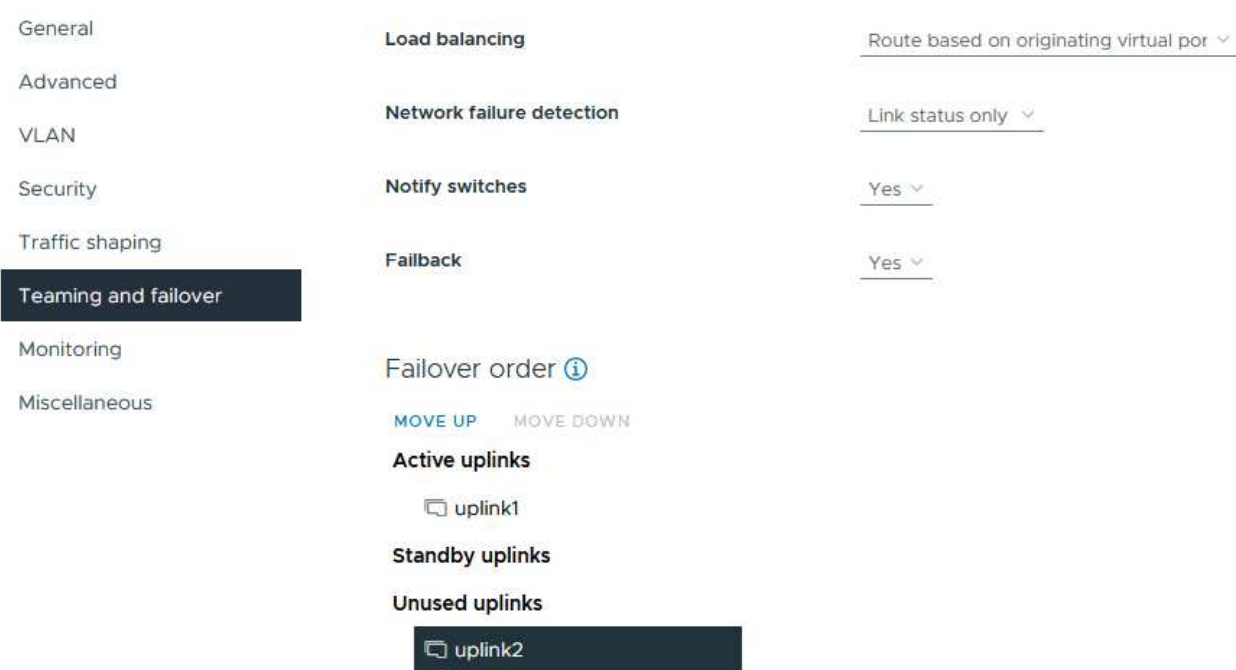 General
Advanced
VLAN
Security
Traffic shaping
Teaming and failover
Monitoring
Miscellaneous
Load balancing
Route based on originating virtual por
Network failure detection
Link status only
Notify switches
Yes
Failback
Yes
Failover order
MOVE UP MOVE DOWN
Active uplinks
uplink1
Standby uplinks
Unused uplinks
uplink2